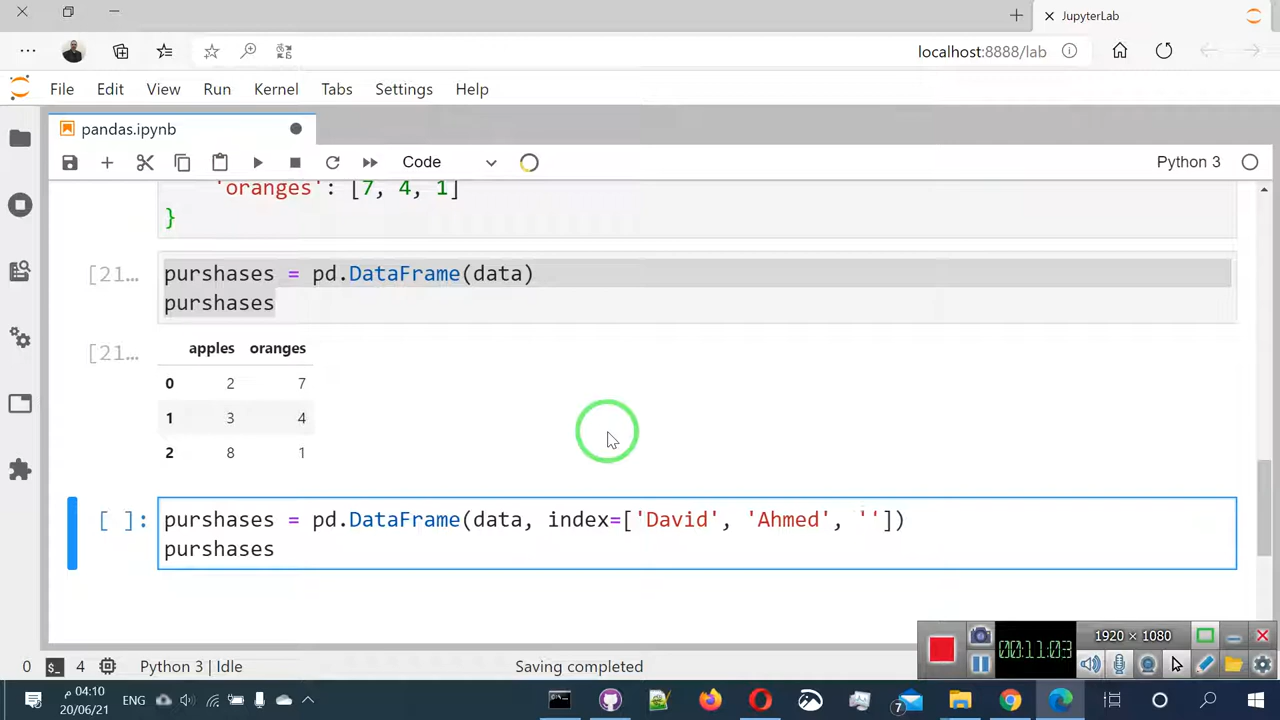 JupyterLab
localhost:8888/lab
File Edit View Run Kernel Tabs Settings Help
pandas.ipynb
Code
Python 3
'oranges': [7, 4, 1]
}
[21...
purshases = pd.DataFrame(data)
purshases
[21...
apples oranges
0 2 7
1 3 4
2 8 1
[ ]:
purshases = pd.DataFrame(data, index=['David', 'Ahmed', ''])
purshases
00:11:03
1920 × 1080
0 $_ 4 Python 3 | Idle Saving completed
04:10 م
20/06/21
ENG
7